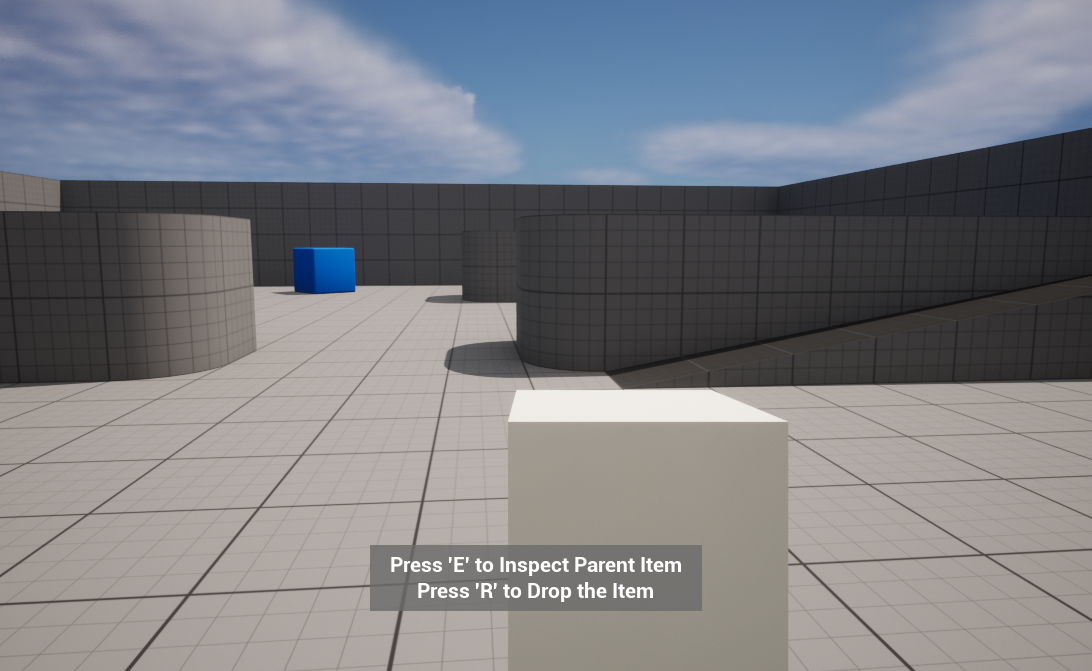 Press 'E' to Inspect Parent Item
Press 'R' to Drop the Item